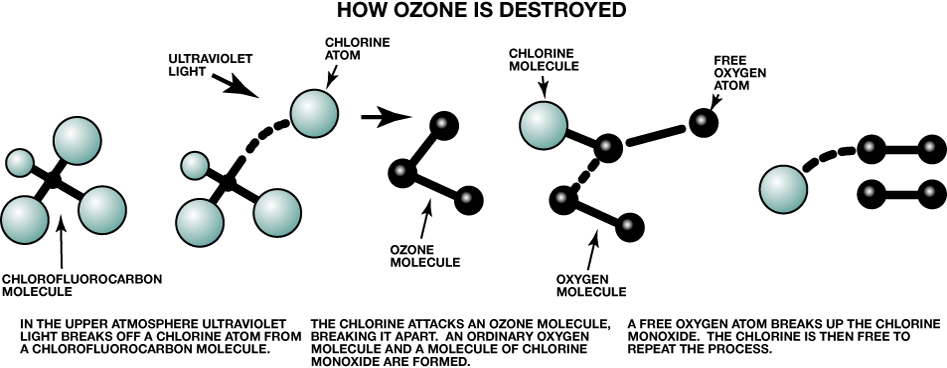 HOW OZONE IS DESTROYED
ULTRAVIOLET
LIGHT
CHLORINE
ATOM
CHLORINE
MOLECULE
FREE
OXYGEN
ATOM
CHLOROFLUOROCARBON
MOLECULE
OZONE
MOLECULE
OXYGEN
MOLECULE
IN THE UPPER ATMOSPHERE ULTRAVIOLET
LIGHT BREAKS OFF A CHLORINE ATOM FROM
A CHLOROFLUOROCARBON MOLECULE.
THE CHLORINE ATTACKS AN OZONE MOLECULE,
BREAKING IT APART. AN ORDINARY OXYGEN
MOLECULE AND A MOLECULE OF CHLORINE
MONOXIDE ARE FORMED.
A FREE OXYGEN ATOM BREAKS UP THE CHLORINE
MONOXIDE. THE CHLORINE IS THEN FREE TO
REPEAT THE PROCESS.